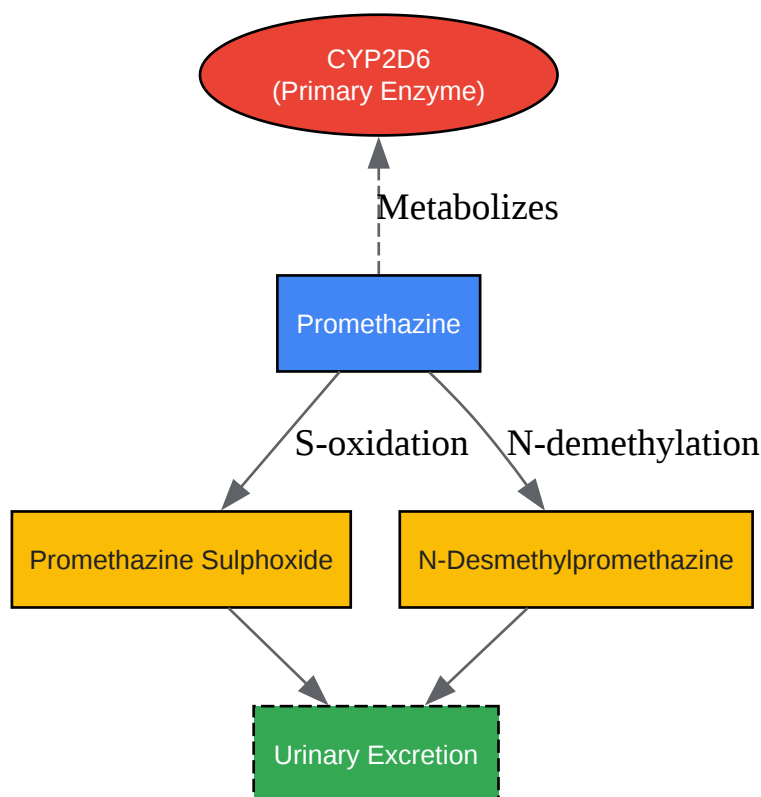 CYP2D6
(Primary Enzyme)
Metabolizes
Promethazine
S-oxidation
N-demethylation
Promethazine Sulphoxide
N-Desmethylpromethazine
Urinary Excretion